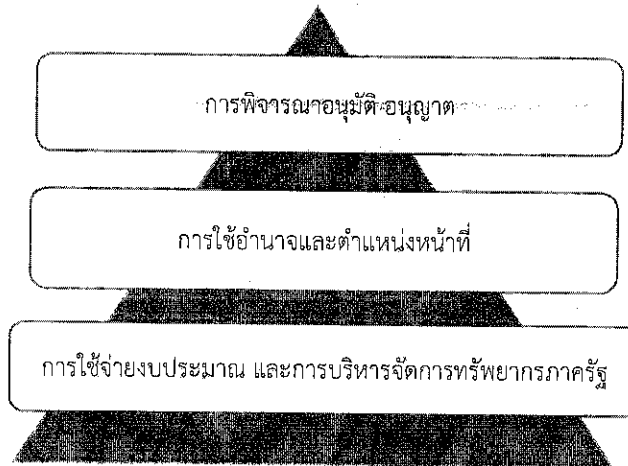 การพิจารณาอนุมัติ อนุญาต
การใช้อำนาจและตำแหน่งหน้าที่
การใช้จ่ายงบประมาณ และการบริหารจัดการทรัพยากรภาครัฐ